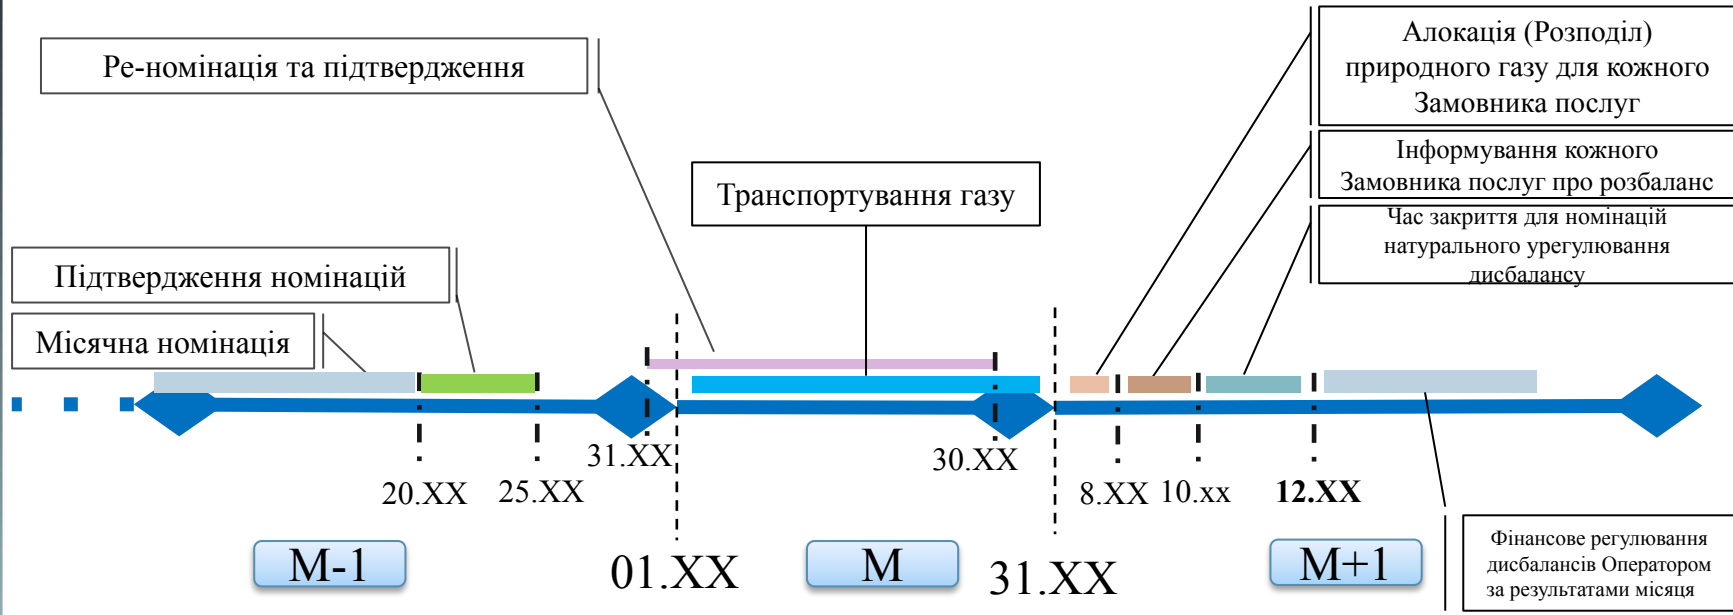 Ре-номінація та підтвердження
Алокація (Розподіл)
природного газу для кожного
Замовника послуг
Інформування кожного
Замовника послуг про розбаланс
Транспортування газу
Час закриття для номінацій
натурального урегулювання
дисбалансу
Підтвердження номінацій
Місячна номінація
31.XX
30.XX
20.XX
25.XX
8.XX
10.xx
12.XX
M-1
01.XX
M
31.XX
M+1
Фінансове регулювання
дисбалансів Оператором
за результатами місяця